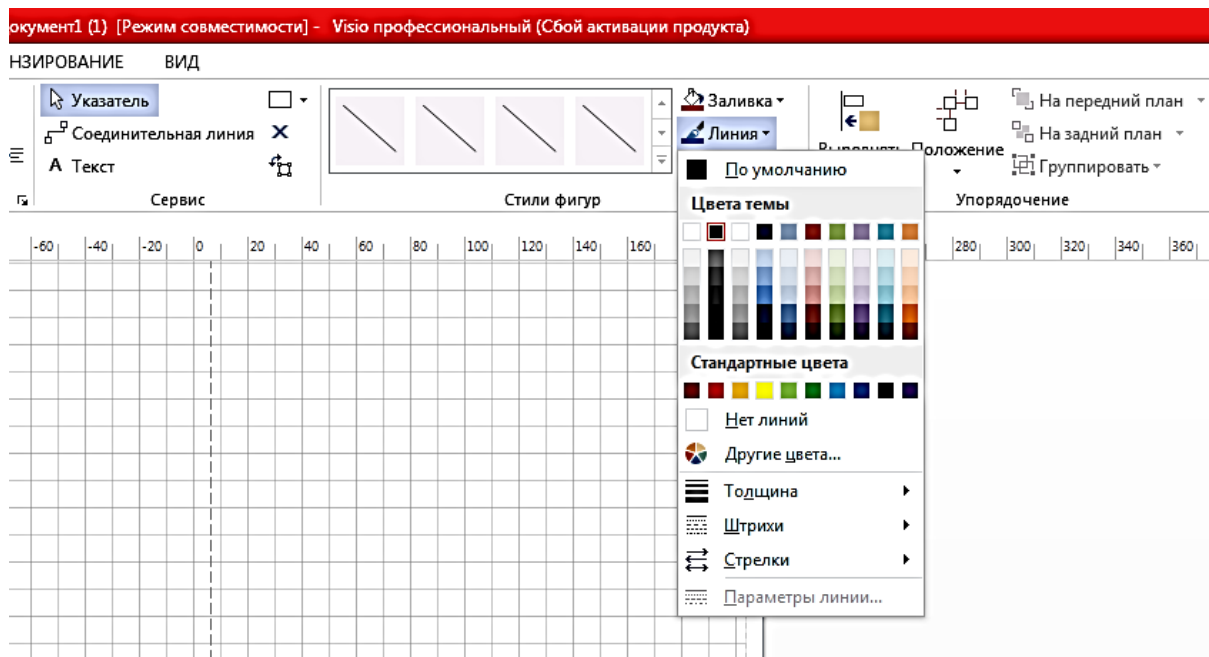 окумент1 (1) [Режим совместимости] - Visio профессиональный (Сбой активации продукта)
НЗИРОВАНИЕ ВИД
Указатель
Соединительная линия
А Текст
Сервис
Стили фигур
Заливка
Линия
Выровнять Положение
На передний план
На задний план
Группировать
Упорядочение
-60 -40 -20 0 20 40 60 80 100 120 140 160 280 300 320 340 360
По умолчанию
Цвета темы
Стандартные цвета
Нет линий
Другие цвета...
Толщина
Штрихи
Стрелки
Параметры линии...